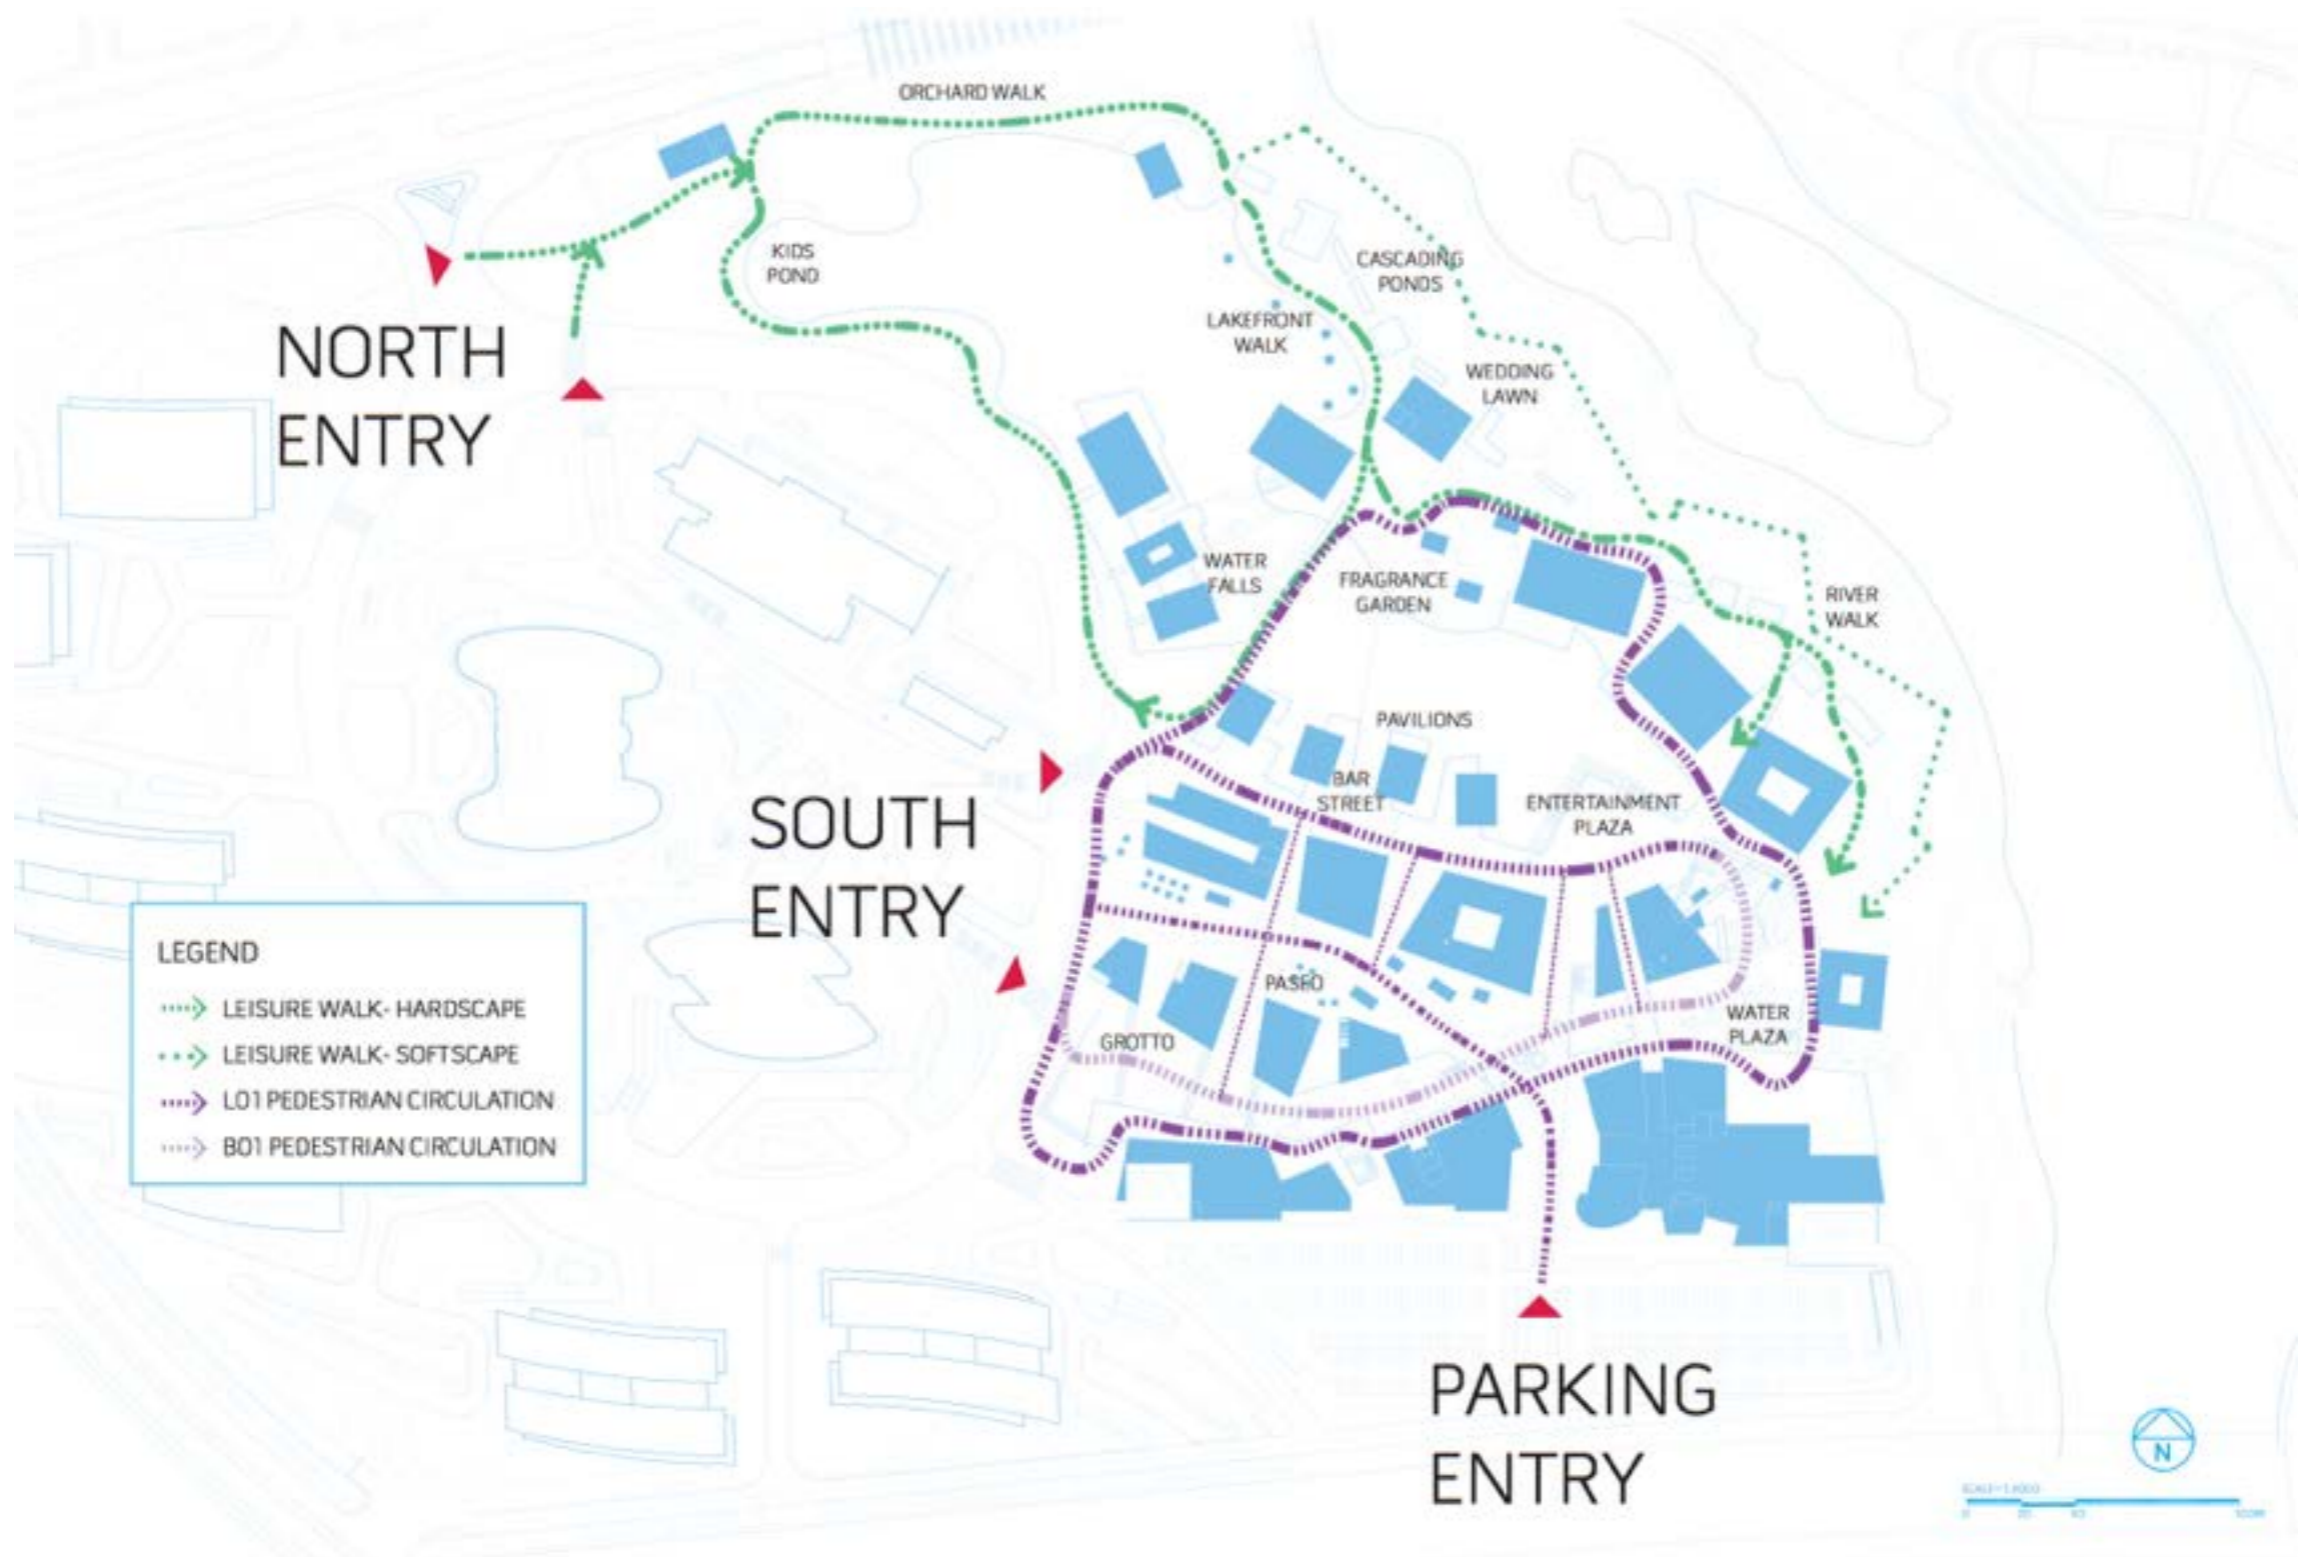 ORCHARD WALK
KIDS
POND
CASCADING
PONDS
LAKEFRONT
WALK
NORTH
ENTRY
WEDDING
LAWN
WATER
FALLS
FRAGRANCE
GARDEN
RIVER
WALK
PAVILIONS
BAR
STREET
ENTERTAINMENT
PLAZA
SOUTH
ENTRY
PASEO
GROTTO
WATER
PLAZA
LEGEND
LEISURE WALK- HARDSCAPE
LEISURE WALK- SOFTSCAPE
L01 PEDESTRIAN CIRCULATION
B01 PEDESTRIAN CIRCULATION
PARKING
ENTRY
N